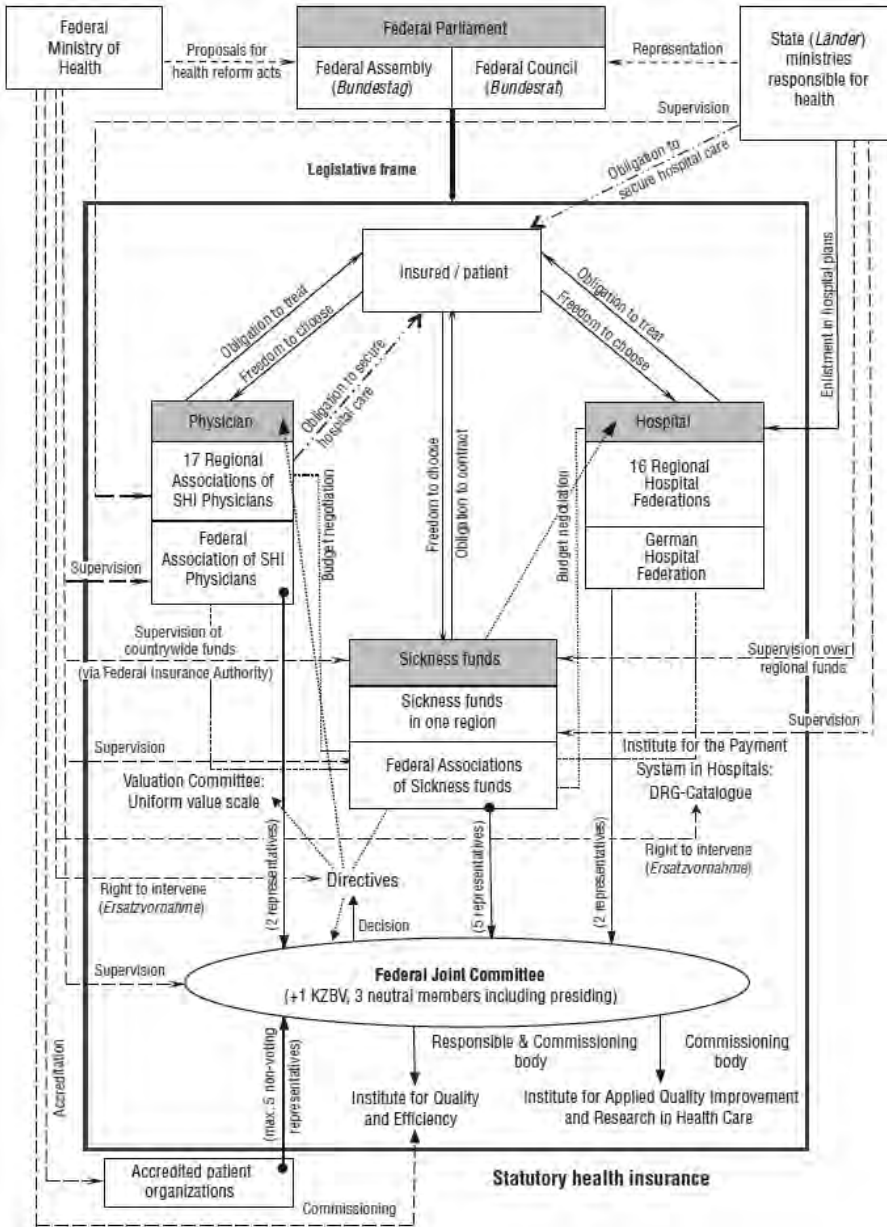 Federal
Ministry of
Health
Proposals for
health reform acts
Federal Parliament
Federal Assembly
(Bundestag)
Federal Council
(Bundesrat)
Representation
State (Länder)
ministries
responsible for
health
Supervision
Legislative frame
Obligation to
secure hospital care
Insured / patient
Obligation to treat
Freedom to choose
Obligation to secure
hospital care
Obligation to treat
Freedom to choose
Enlistment in hospital plans
Physician
17 Regional
Associations of
SHI Physicians
Federal
Association of SHI
Physicians
Supervision
Budget negotiation
Freedom to choose
Obligation to contract
Budget negotiation
Hospital
16 Regional
Hospital
Federations
German
Hospital
Federation
Supervision of
countrywide funds
(via Federal Insurance Authority)
Sickness funds
Sickness funds
in one region
Federal Associations
of Sickness funds
Supervision over
regional funds
Supervision
Supervision
Valuation Committee:
Uniform value scale
Institute for the Payment
System in Hospitals:
DRG-Catalogue
Right to intervene
(Ersatzvornahme)
Right to intervene
(Ersatzvornahme)
Directives
Decision
(2 representatives)
(5 representatives)
(2 representatives)
Supervision
Federal Joint Committee
(+1 KZBV, 3 neutral members including presiding)
Accreditation
(max. 5 non-voting
representatives)
Responsible & Commissioning
body
Commissioning
body
Institute for Quality
and Efficiency
Institute for Applied Quality Improvement
and Research in Health Care
Accredited patient
organizations
Commissioning
Statutory health insurance